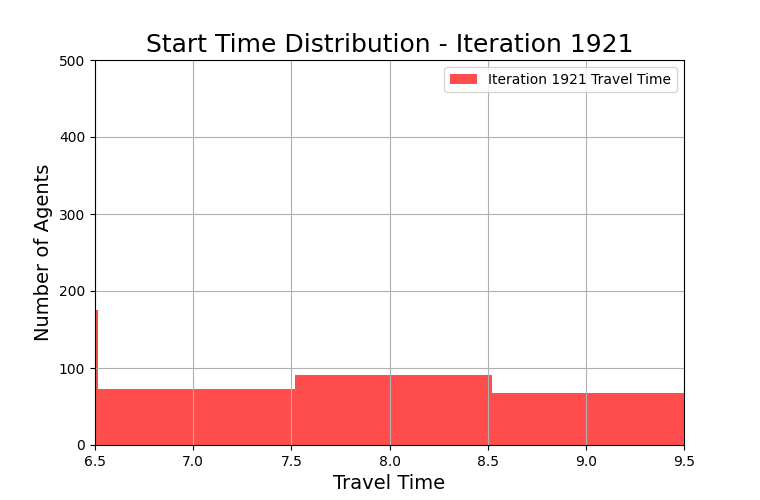 Start Time Distribution - Iteration 1921
Iteration 1921 Travel Time
Number of Agents
500
400
300
200
100
0
6.5 7.0 7.5 8.0 8.5 9.0 9.5
Travel Time